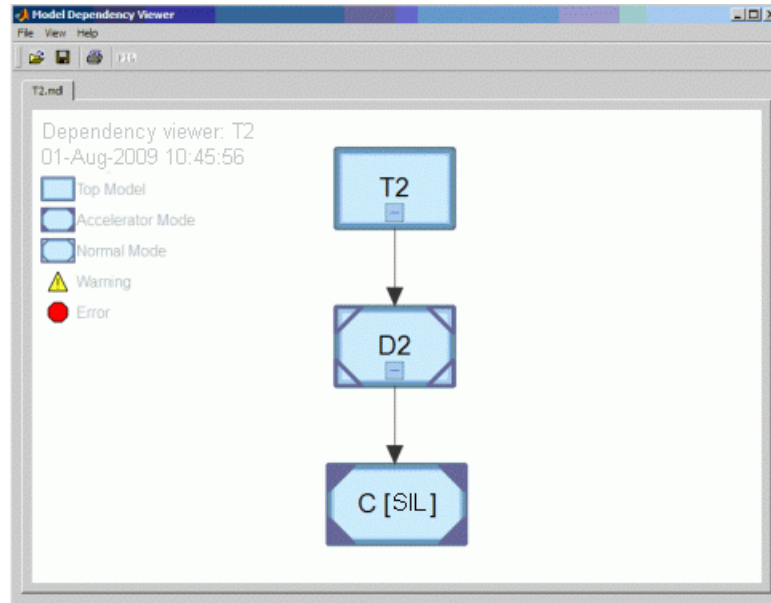 Model Dependency Viewer
File View Help
T2.mdl
Dependency viewer: T2
01-Aug-2009 10:45:56
Top Model
Accelerator Mode
Normal Mode
Warning
Error
T2
D2
C [SIL]